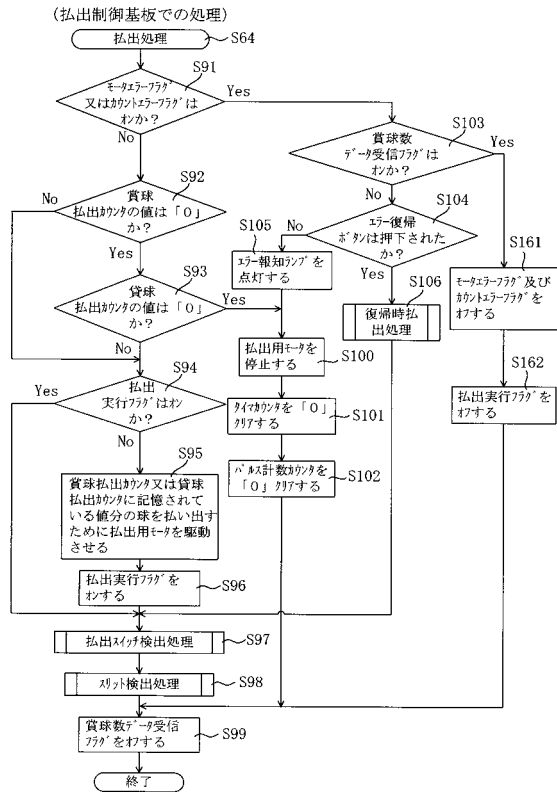 (払出制御基板での処理)
払出処理
S64
S91
ﾓｰﾀｴﾗｰﾌﾗｸﾞ
又はｶｳﾝﾄｴﾗｰﾌﾗｸﾞは
ｵﾝか?
Yes
No
S92
賞球
払出ｶｳﾝﾀの値は「0」
か?
No
Yes
S93
貸球
払出ｶｳﾝﾀの値は「0」
か?
Yes
No
S94
払出
実行ﾌﾗｸﾞはｵﾝ
か?
Yes
No
S95
賞球払出ｶｳﾝﾀ又は貸球
払出ｶｳﾝﾀに記憶されて
いる値分の球を払い出す
ために払出用ﾓｰﾀを駆動
させる
払出実行ﾌﾗｸﾞを
ｵﾝする
S96
払出ｽｲｯﾁ検出処理
S97
ｽﾘｯﾄ検出処理
S98
賞球数ﾃﾞｰﾀ受信
ﾌﾗｸﾞをｵﾌする
S99
終了
S103
賞球数
ﾃﾞｰﾀ受信ﾌﾗｸﾞは
ｵﾝか?
Yes
No
S104
ｴﾗｰ復帰
ﾎﾞﾀﾝは押下された
か?
No
Yes
S105
ｴﾗｰ報知ﾗﾝﾌﾟを
点灯する
S106
復帰時払
出処理
払出用ﾓｰﾀを
停止する
S100
ﾀｲﾏｶｳﾝﾀを「0」
ｸﾘｱする
S101
ﾊﾟﾙｽ計数ｶｳﾝﾀを
「0」ｸﾘｱする
S102
S161
ﾓｰﾀｴﾗｰﾌﾗｸﾞ及び
ｶｳﾝﾄｴﾗｰﾌﾗｸﾞを
ｵﾌする
S162
払出実行ﾌﾗｸﾞを
ｵﾌする